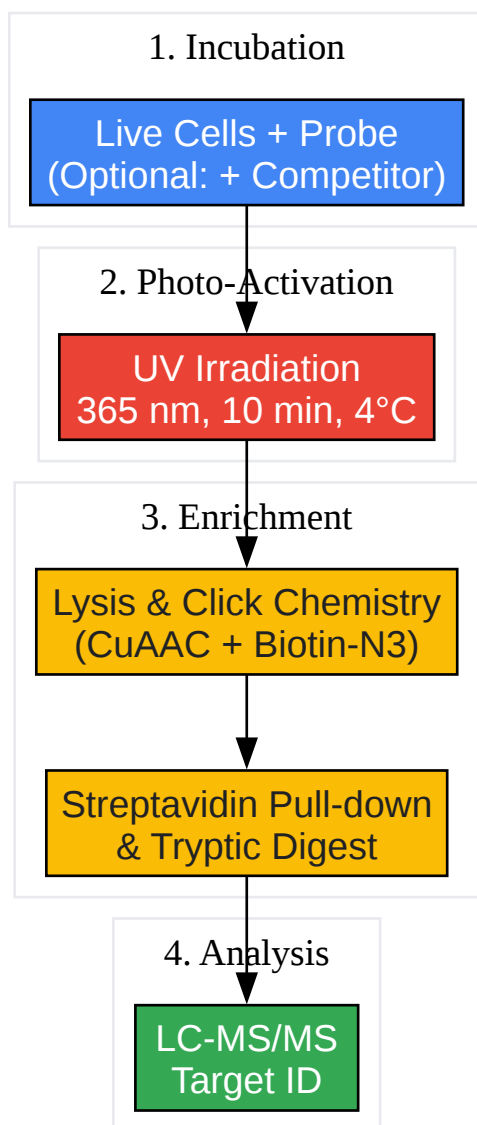 1. Incubation
Live Cells + Probe
(Optional: + Competitor)
2. Photo-Activation
UV Irradiation
365 nm, 10 min, 4°C
3. Enrichment
Lysis & Click Chemistry
(CuAAC + Biotin-N3)
Streptavidin Pull-down
& Tryptic Digest
4. Analysis
LC-MS/MS
Target ID